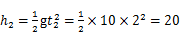 h₂ = ½gt₂² = ½ × 10 × 2² = 20